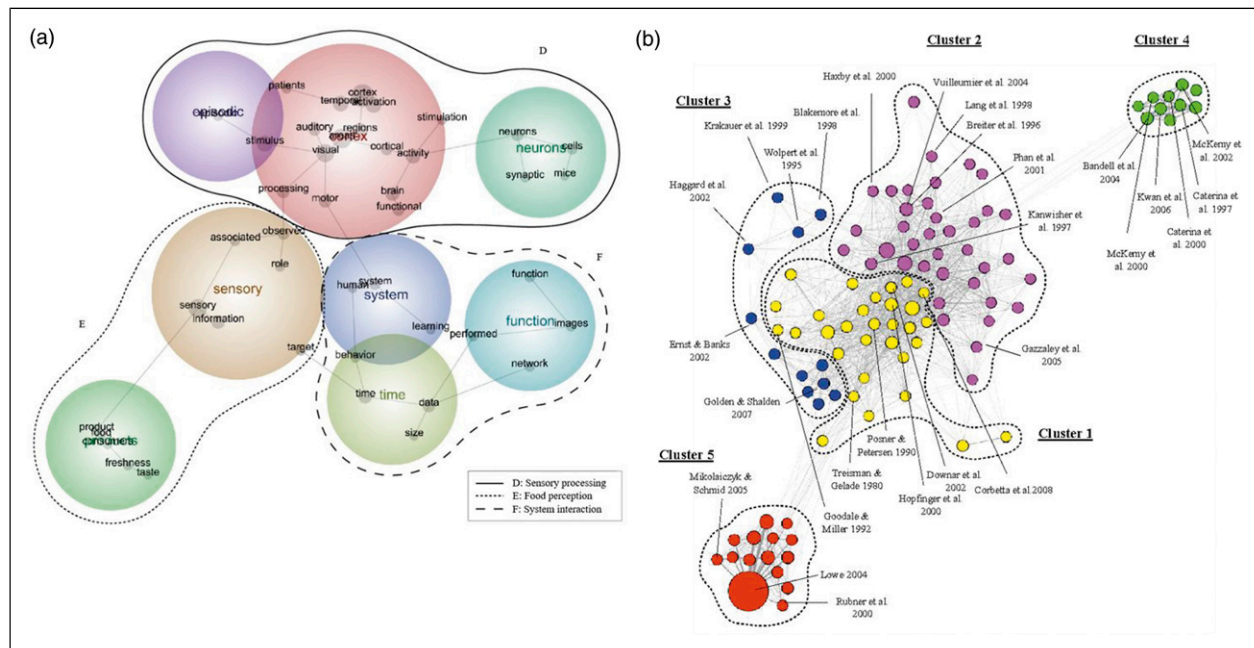 (a)
D
patients
cortex
temporal
activation
episodic
stimulation
auditory
regions
stimulus
visual
cortical
activity
neurons
cells
neurons
synaptic
mice
processing
brain
motor
functional
associated
observed
role
F
human
system
system
function
sensory
sensory
information
learning
performed
function
images
E
target
behavior
network
time
time
data
size
product
food
freshness
taste
D: Sensory processing
E: Food perception
F: System interaction
(b)
Cluster 2
Cluster 4
Haxby et al.
2000
Vuilleumier et al. 2004
Lang et al. 1998
Breiter et al. 1996
Cluster 3
Krakauer et al. 1999
Blakemore et al.
1998
Wolpert et al.
1995
Haggard et al.
2002
Phan et al.
2001
Kanwisher et
al. 1997
Bandell et al.
2004
Kwan et al.
2006
McKemy et
al. 2002
Caterina et
al. 1997
Caterina et
al. 2000
McKemy et al.
2000
Ernst & Banks
2002
Gazzaley et al.
2005
Golden & Shalden
2007
Cluster 1
Posner &
Petersen 1990
Treisman &
Gelade 1980
Downar et al.
2002
Corbetta et al. 2008
Hopfinger et al.
2000
Goodale &
Miller 1992
Cluster 5
Mikolaiczyk
& Schmid 2005
Lowe 2004
Rubner et al.
2000